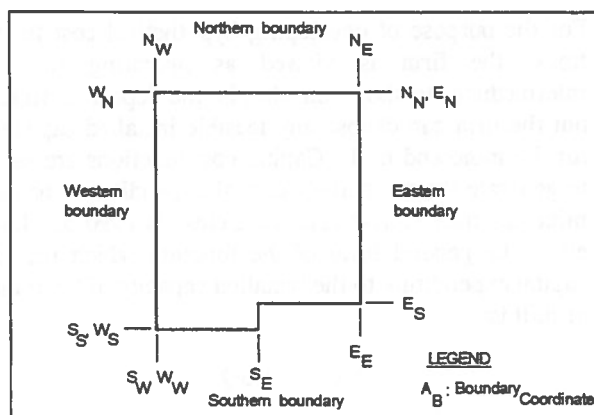 Northern boundary
N_W N_E
W_N N_N, E_N
Western boundary
Eastern boundary
S_S, W_S E_S
S_W W_W S_E E_E
Southern boundary
LEGEND
A_B : Boundary_Coordinate